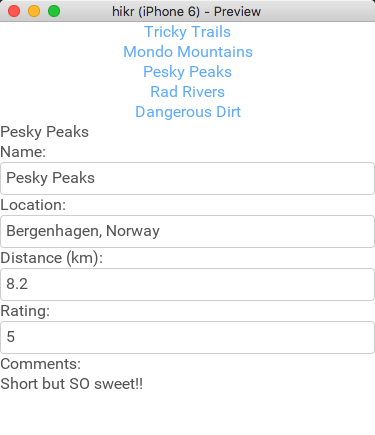 hikr (iPhone 6) - Preview
Tricky Trails
Mondo Mountains
Pesky Peaks
Rad Rivers
Dangerous Dirt
Pesky Peaks
Name:
Pesky Peaks
Location:
Bergenhagen, Norway
Distance (km):
8.2
Rating:
5
Comments:
Short but SO sweet!!